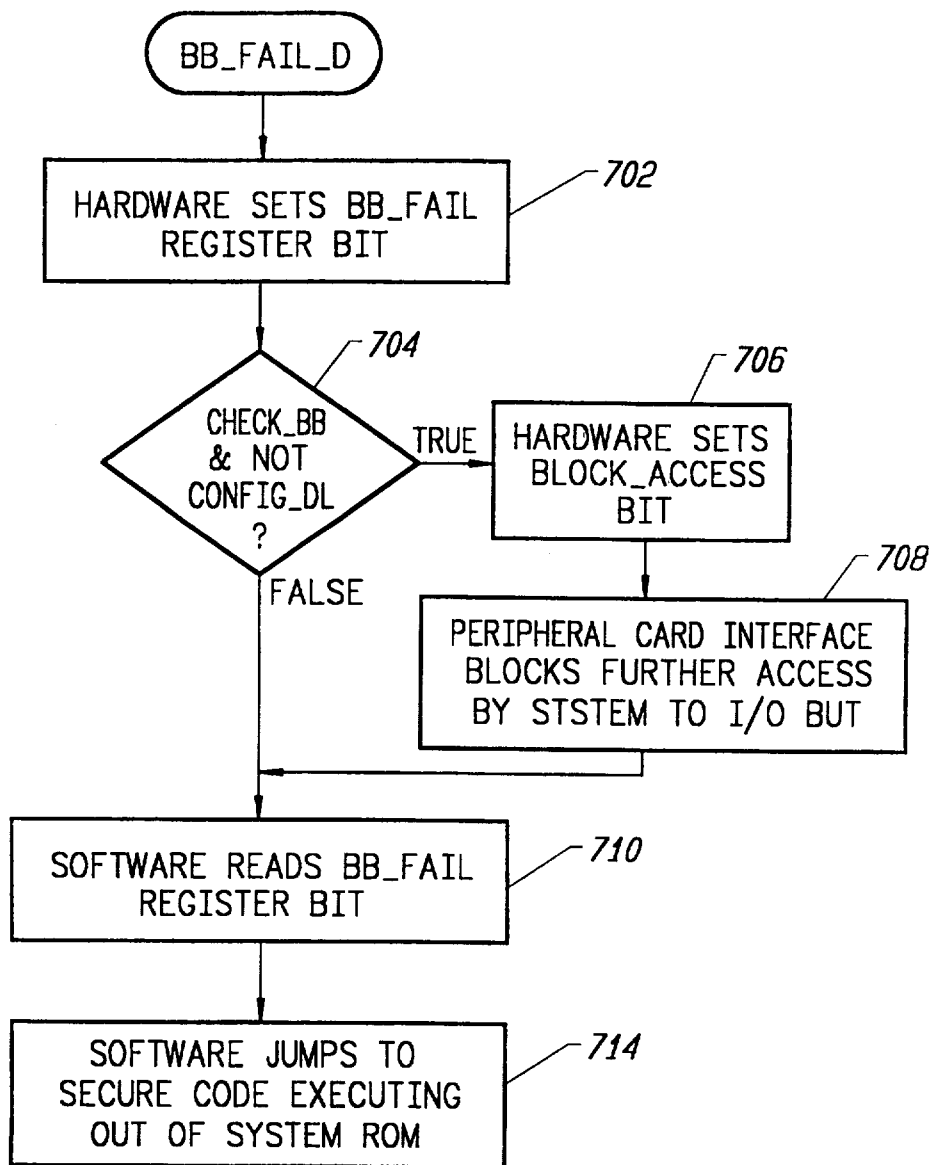 BB_FAIL_D
702
HARDWARE SETS BB_FAIL
REGISTER BIT
704
CHECK_BB
& NOT
CONFIG_DL
?
TRUE
706
HARDWARE SETS
BLOCK_ACCESS
BIT
FALSE
708
PERIPHERAL CARD INTERFACE
BLOCKS FURTHER ACCESS
BY STSTEM TO I/O BUT
710
SOFTWARE READS BB_FAIL
REGISTER BIT
714
SOFTWARE JUMPS TO
SECURE CODE EXECUTING
OUT OF SYSTEM ROM